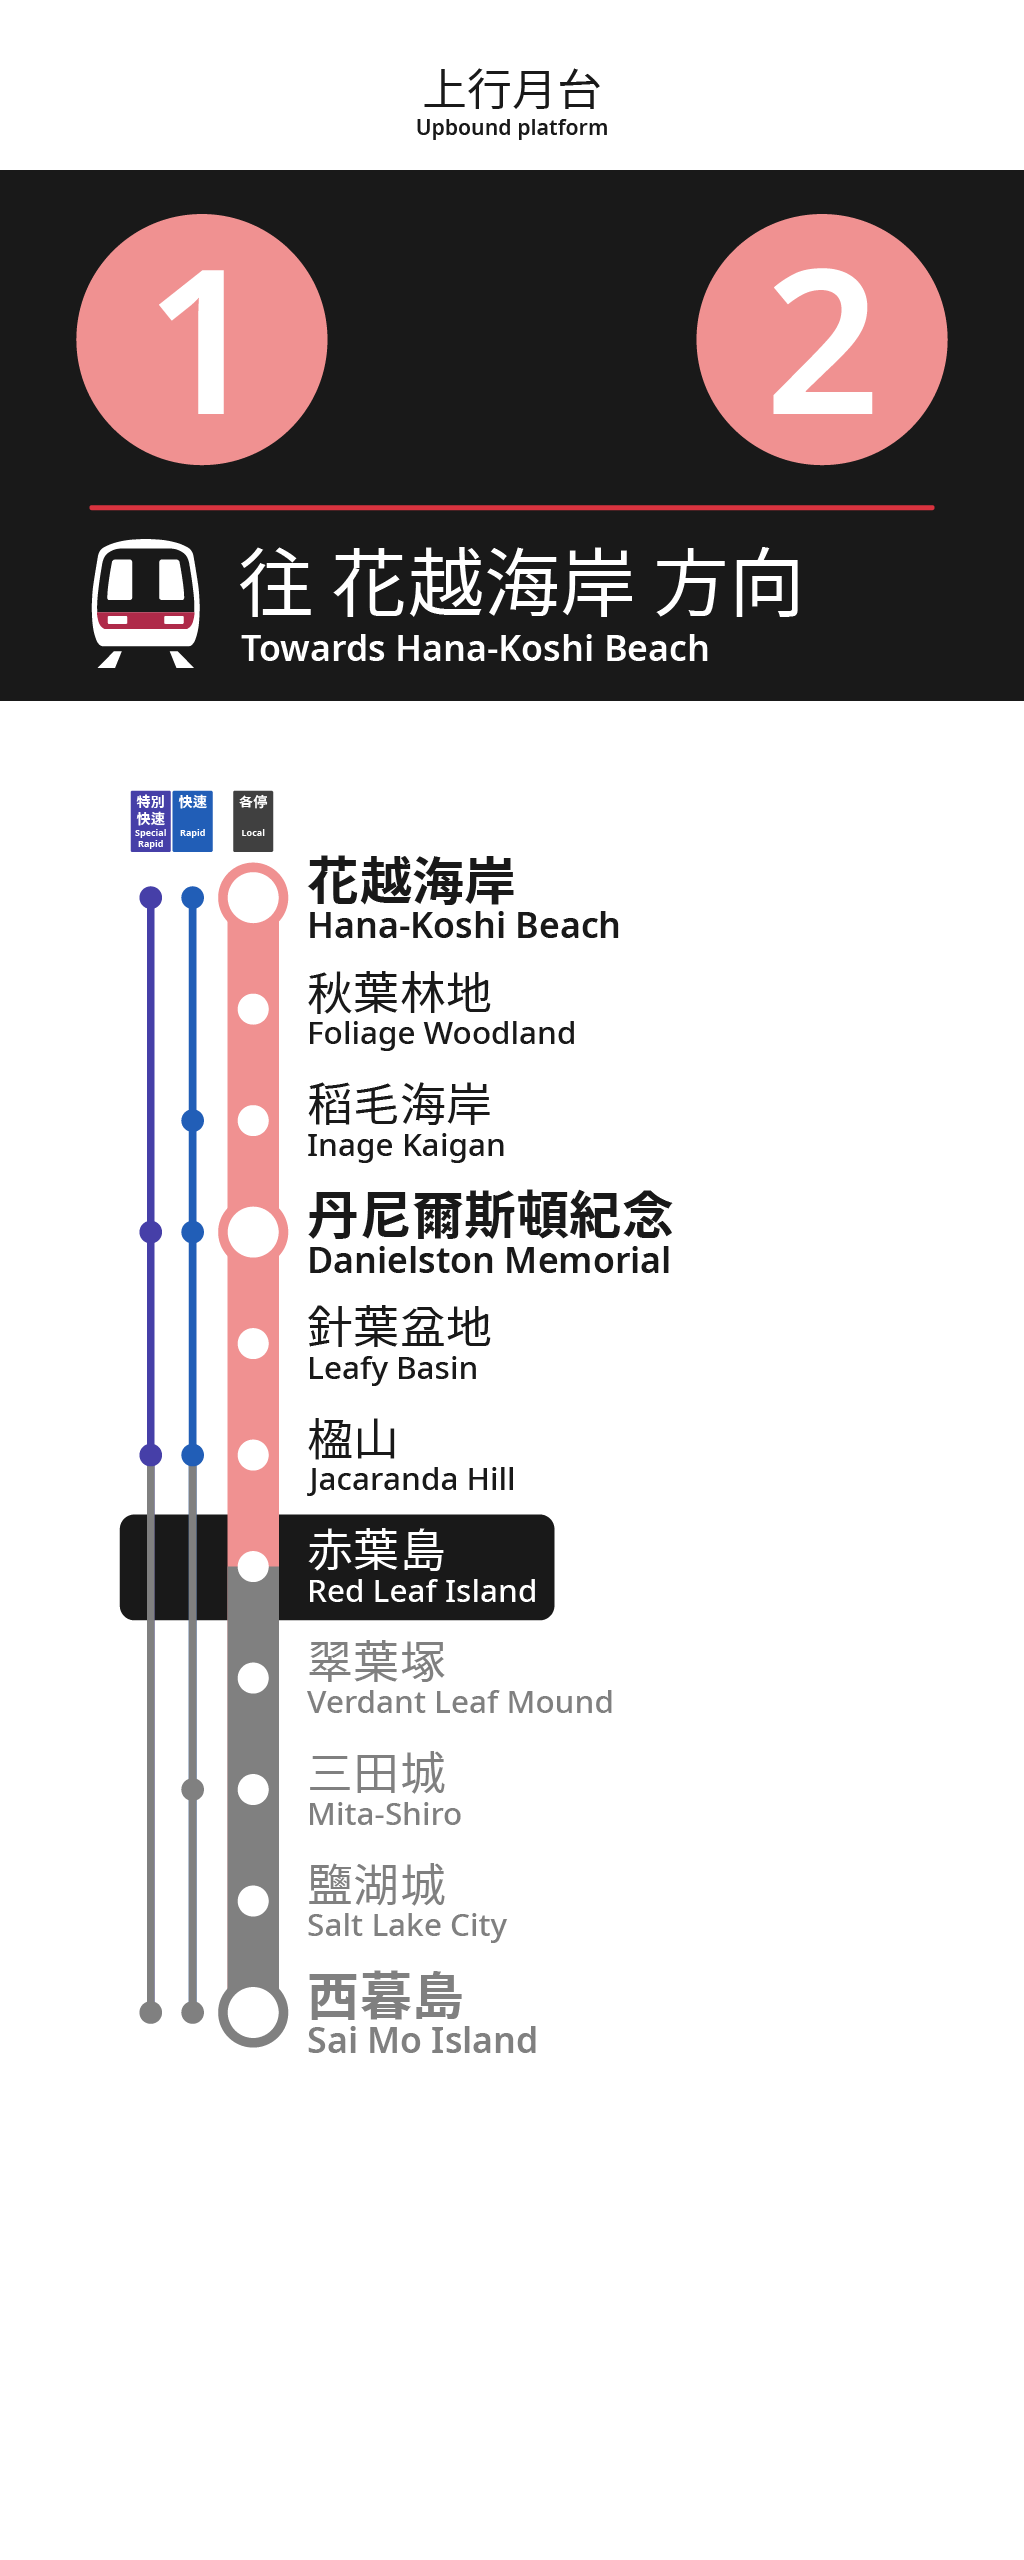 上行月台
Upbound platform
1 2
往 花越海岸 方向
Towards Hana-Koshi Beach
特別 快速 各停
快速
Special Rapid Local
Rapid
花越海岸
Hana-Koshi Beach
秋葉林地
Foliage Woodland
稻毛海岸
Inage Kaigan
丹尼爾斯頓紀念
Danielston Memorial
針葉盆地
Leafy Basin
楹山
Jacaranda Hill
赤葉島
Red Leaf Island
翠葉塚
Verdant Leaf Mound
三田城
Mita-Shiro
鹽湖城
Salt Lake City
西暮島
Sai Mo Island